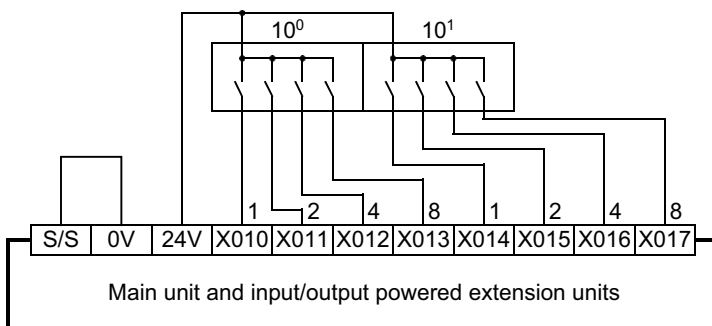 10⁰ 10¹
1 2 4 8 1 2 4 8
S/S 0V 24V X010 X011 X012 X013 X014 X015 X016 X017
Main unit and input/output powered extension units